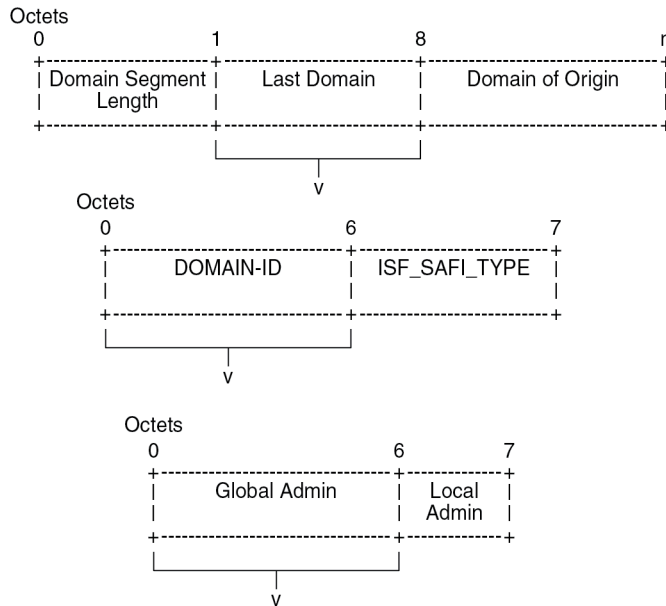 Octets
0 1 8 n
Domain Segment Length Last Domain Domain of Origin
v
Octets
0 6 7
DOMAIN-ID ISF_SAFI_TYPE
v
Octets
0 6 7
Global Admin Local Admin
v